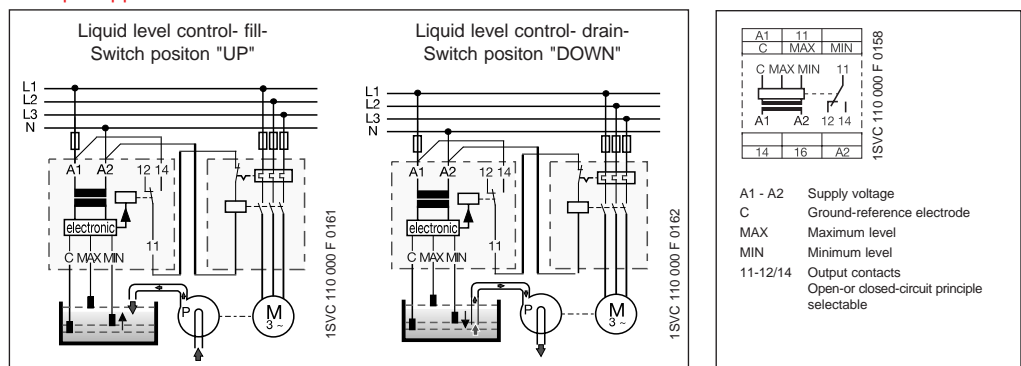 Liquid level control- fill-
Switch positon "UP"
L1
L2
L3
N
A1 A2 12 14
electronic
11
C MAX MIN
P
M
3 ~
1SVC 110 000 F 0161
Liquid level control- drain-
Switch positon "DOWN"
L1
L2
L3
N
A1 A2 12 14
electronic
11
C MAX MIN
P
M
3 ~
1SVC 110 000 F 0162
A1 11
C MAX MIN
C MAX MIN 11
A1 A2 12 14
14 16 A2
1SVC 110 000 F 0158
A1 - A2 Supply voltage
C Ground-reference electrode
MAX Maximum level
MIN Minimum level
11-12/14 Output contacts
Open-or closed-circuit principle
selectable